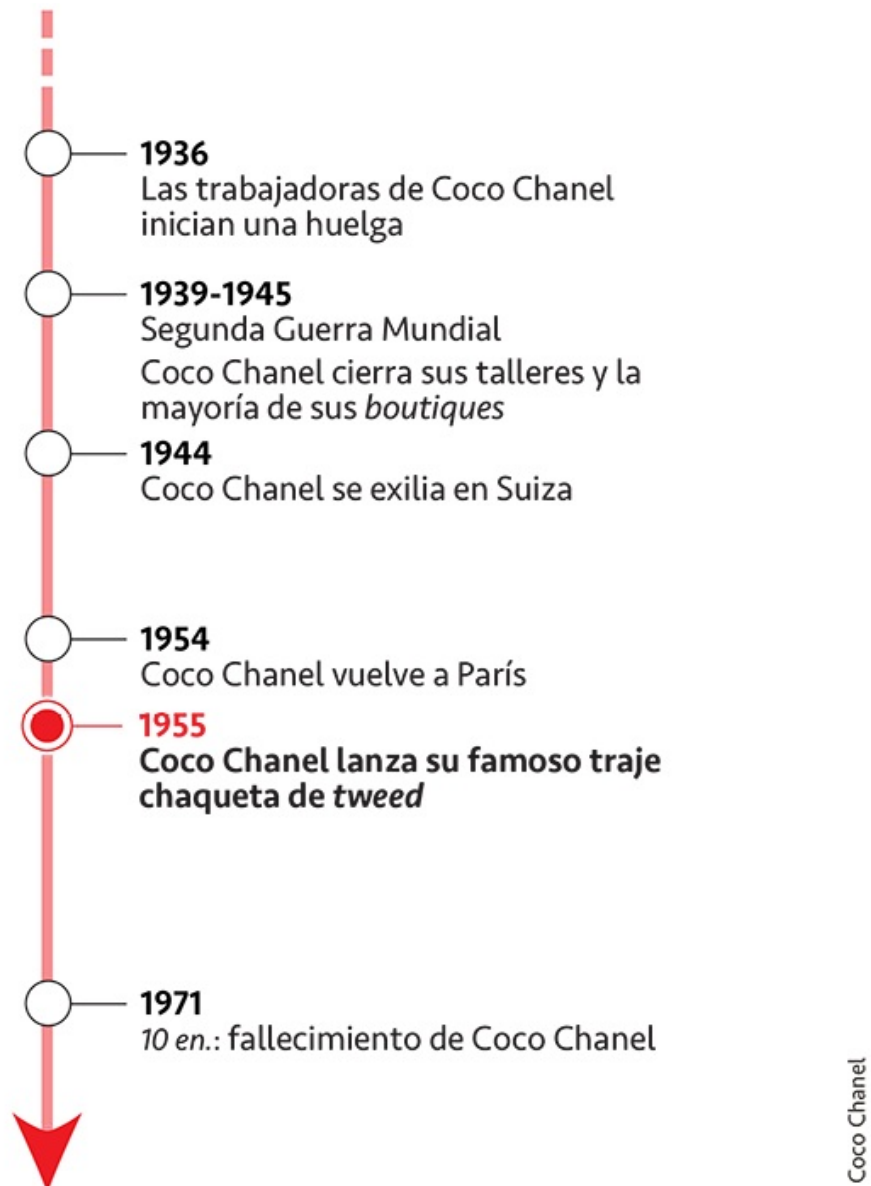 1936
Las trabajadoras de Coco Chanel
inician una huelga
1939-1945
Segunda Guerra Mundial
Coco Chanel cierra sus talleres y la
mayoría de sus boutiques
1944
Coco Chanel se exilia en Suiza
1954
Coco Chanel vuelve a París
1955
Coco Chanel lanza su famoso traje
chaqueta de tweed
1971
10 en.: fallecimiento de Coco Chanel
Coco Chanel